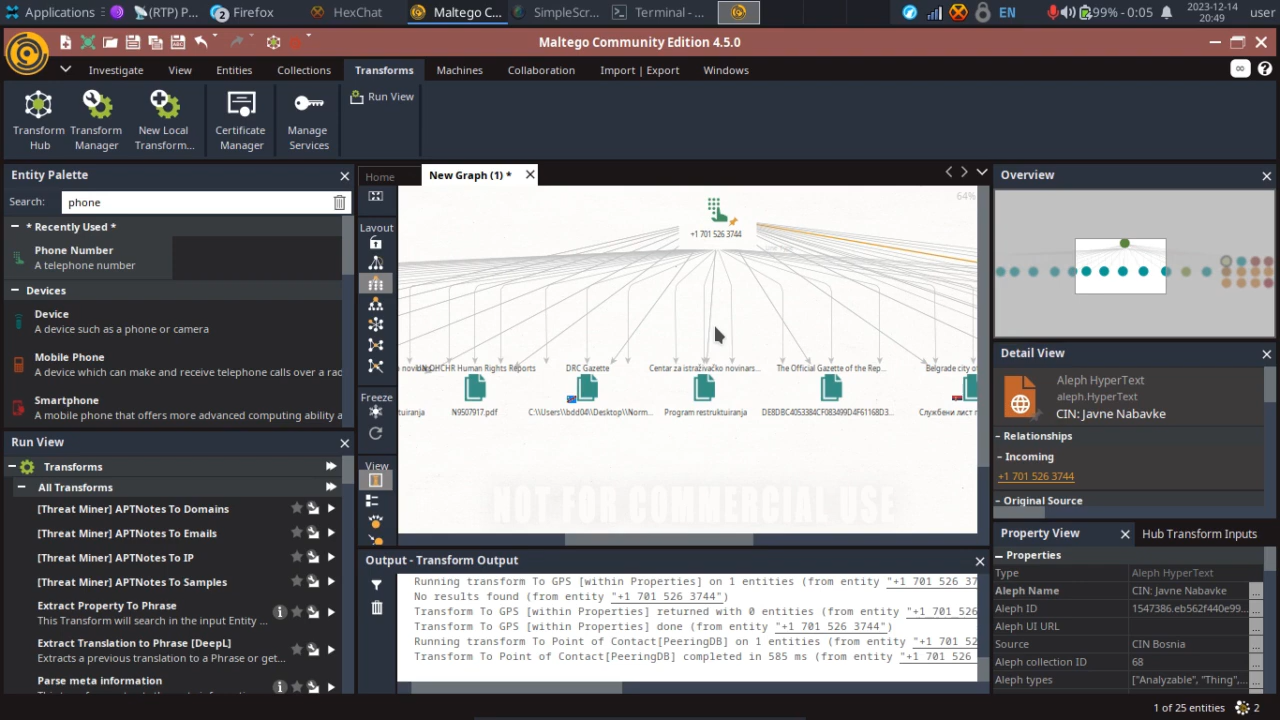 Applications
(RTP) P...
2 Firefox
HexChat
Maltego C...
SimpleScr...
Terminal - ...
EN
99% - 0:05
2023-12-14
20:49
user
Maltego Community Edition 4.5.0
Investigate View Entities Collections Transforms Machines Collaboration Import | Export Windows
Transform
Hub
Transform
Manager
New Local
Transform...
Certificate
Manager
Manage
Services
Run View
Entity Palette
Search: phone
* Recently Used *
Phone Number
A telephone number
Devices
Device
A device such as a phone or camera
Mobile Phone
A device which can make and receive telephone calls over a rad
Smartphone
A mobile phone that offers more advanced computing ability a
Run View
Transforms
All Transforms
[Threat Miner] APTNotes To Domains
[Threat Miner] APTNotes To Emails
[Threat Miner] APTNotes To IP
[Threat Miner] APTNotes To Samples
Extract Property To Phrase
This Transform will search in the input Entity ...
Extract Translation to Phrase [DeepL]
Extracts a previous translation to a Phrase or go...
Parse meta information
Home
New Graph (1) *
Layout
Freeze
View
64%
+1 701 526 3744
OHCHR Human Rights Reports
DRC Gazette
Centar za istraživačko novinars...
The Official Gazette of the Rep...
Belgrade city o
N9507917.pdf
C:\\Users\\bdd04\\Desktop\\Norm...
Program restrukturianja
DE8DBC4053384CF083499D4F61168D3...
Службени лист г
NOT FOR COMMERCIAL USE
Output - Transform Output
Running transform To GPS [within Properties] on 1 entities (from entity "+1 701 526 37
No results found (from entity "+1 701 526 3744")
Transform To GPS [within Properties] returned with 0 entities (from entity "+1 701 526
Transform To GPS [within Properties] done (from entity "+1 701 526 3744")
Running transform To Point of Contact[PeeringDB] on 1 entities (from entity "+1 701 52
Transform To Point of Contact[PeeringDB] completed in 585 ms (from entity "+1 701 526
Overview
Detail View
Aleph HyperText
aleph.HyperText
CIN: Javne Nabavke
Relationships
Incoming
+1 701 526 3744
Original Source
Property View
Hub Transform Inputs
Properties
Type Aleph HyperText
Aleph Name CIN: Javne Nabavke
Aleph ID 1547386.eb562f440e99...
Aleph UI URL
Source CIN Bosnia
Aleph collection ID 68
Aleph types ["Analyzable", "Thing",...
1 of 25 entities
2